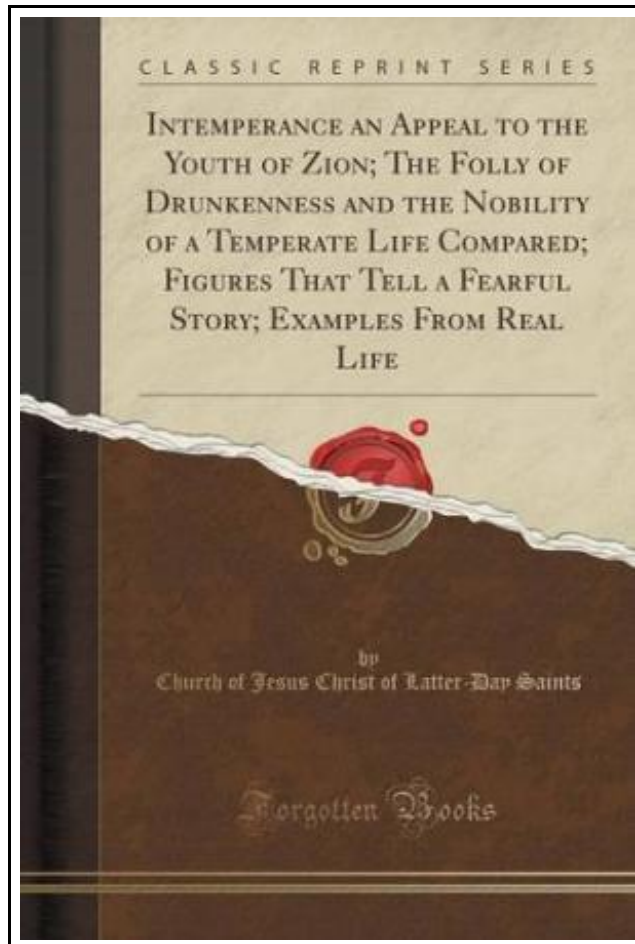 CLASSIC REPRINT SERIES
INTEMPERANCE AN APPEAL TO THE
YOUTH OF ZION; THE FOLLY OF
DRUNKENNESS AND THE NOBILITY
OF A TEMPERATE LIFE COMPARED;
FIGURES THAT TELL A FEARFUL
STORY; EXAMPLES FROM REAL
LIFE
by
Church of Jesus Christ of Latter-Day Saints
Forgotten Books